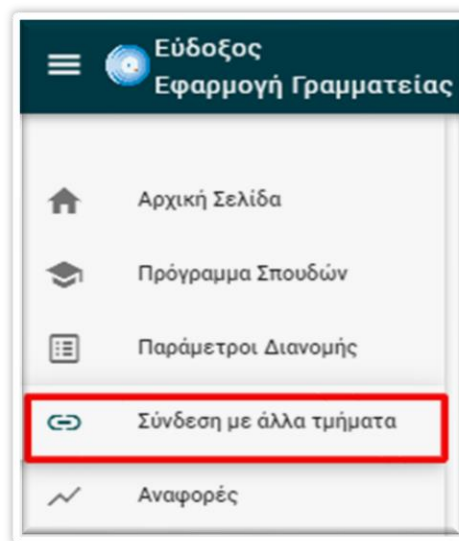 Εύδοξος
Εφαρμογή Γραμματείας
Αρχική Σελίδα
Πρόγραμμα Σπουδών
Παράμετροι Διανομής
Σύνδεση με άλλα τμήματα
Αναφορές